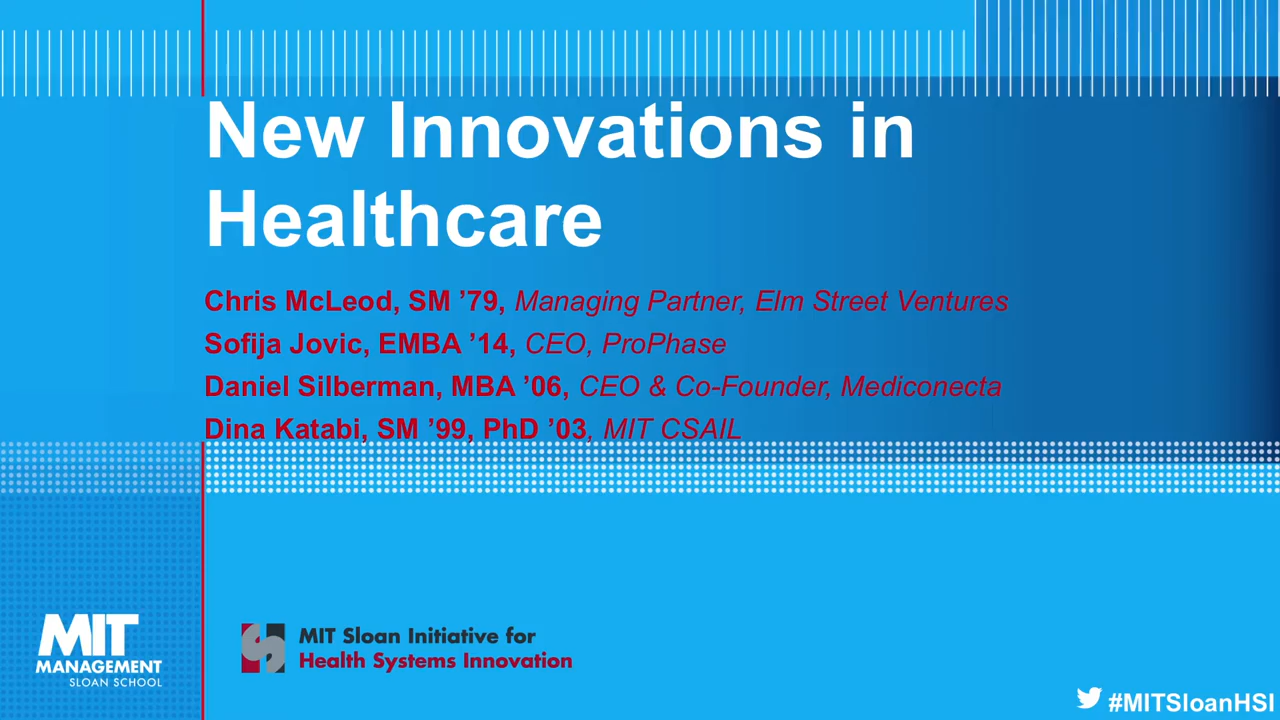 New Innovations in
Healthcare
Chris McLeod, SM ’79, Managing Partner, Elm Street Ventures
Sofija Jovic, EMBA ’14, CEO, ProPhase
Daniel Silberman, MBA ’06, CEO & Co-Founder, Mediconecta
Dina Katabi, SM ’99, PhD ’03, MIT CSAIL
MIT
MANAGEMENT
SLOAN SCHOOL
MIT Sloan Initiative for
Health Systems Innovation
#MITSloanHSI